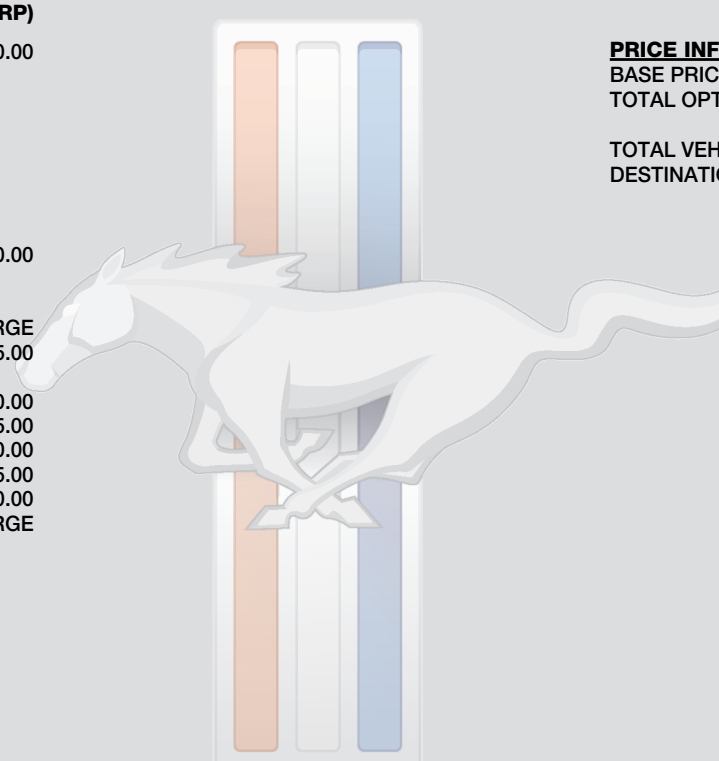 RP)
0.00
0.00
RGE
5.00
0.00
5.00
0.00
5.00
0.00
RGE
PRICE INF
BASE PRIC
TOTAL OPT
TOTAL VEH
DESTINATIO